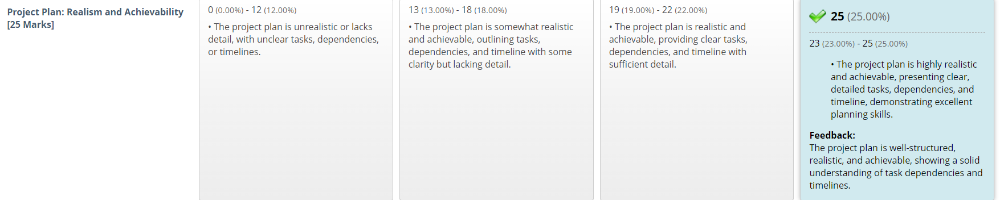 Project Plan: Realism and Achievability
[25 Marks]
0 (0.00%) - 12 (12.00%)
• The project plan is unrealistic or lacks
detail, with unclear tasks, dependencies,
or timelines.
13 (13.00%) - 18 (18.00%)
• The project plan is somewhat realistic
and achievable, outlining tasks,
dependencies, and timeline with some
clarity but lacking detail.
19 (19.00%) - 22 (22.00%)
• The project plan is realistic and
achievable, providing clear tasks,
dependencies, and timeline with
sufficient detail.
25 (25.00%)
23 (23.00%) - 25 (25.00%)
• The project plan is highly realistic
and achievable, presenting clear,
detailed tasks, dependencies, and
timeline, demonstrating excellent
planning skills.
Feedback:
The project plan is well-structured,
realistic, and achievable, showing a solid
understanding of task dependencies and
timelines.